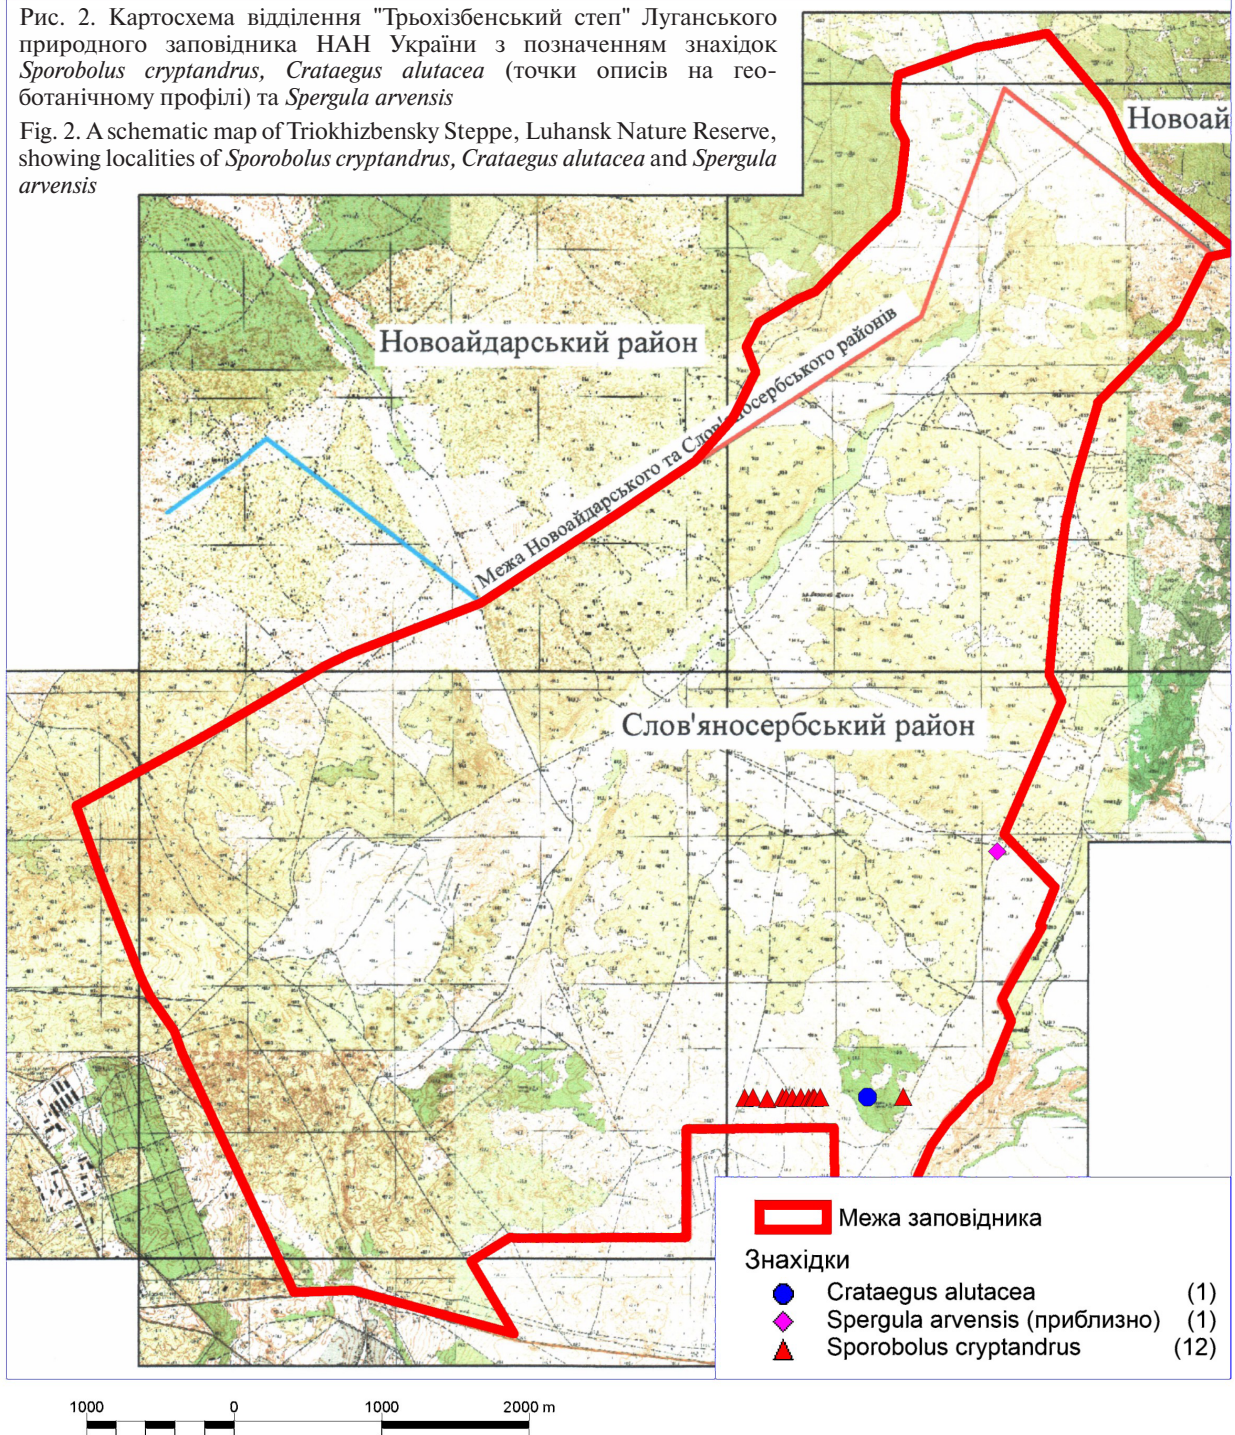 Рис. 2. Картосхема відділення "Трьохізбенський степ" Луганського
природного заповідника НАН України з позначенням знахідок
Sporobolus cryptandrus, Crataegus alutacea (точки описів на гео-
ботанічному профілі) та Spergula arvensis
Fig. 2. A schematic map of Triokhizbensky Steppe, Luhansk Nature Reserve,
showing localities of Sporobolus cryptandrus, Crataegus alutacea and Spergula
arvensis
Новоай
Новоайдарський район
Межа Новоайдарського та Слов'яносербського районів
Слов'яносербський район
Межа заповідника
Знахідки
Crataegus alutacea (1)
Spergula arvensis (приблизно) (1)
Sporobolus cryptandrus (12)
1000 0 1000 2000 m